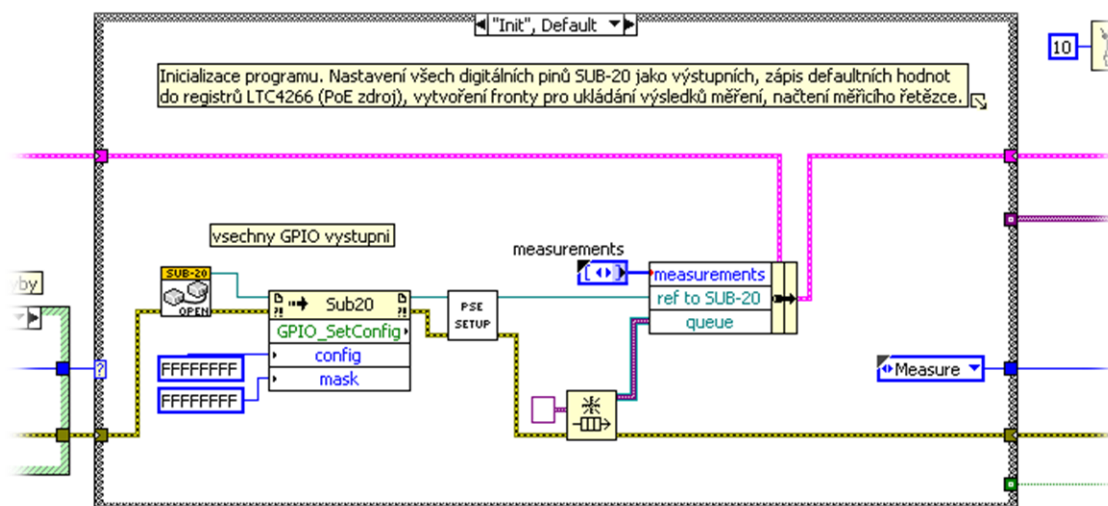 "Init", Default
10
Inicializace programu. Nastavení všech digitálních pinů SUB-20 jako výstupních, zápis defaultních hodnot
do registrů LTC4266 (PoE zdroj), vytvoření fronty pro ukládání výsledků měření, načtení měřicího řetězce.
vsechny GPIO vystupni
measurements
yby
SUB-20
OPEN
Sub20
GPIO_SetConfig
config
mask
FFFFFFFF
FFFFFFFF
PSE
SETUP
measurements
ref to SUB-20
queue
?
Measure